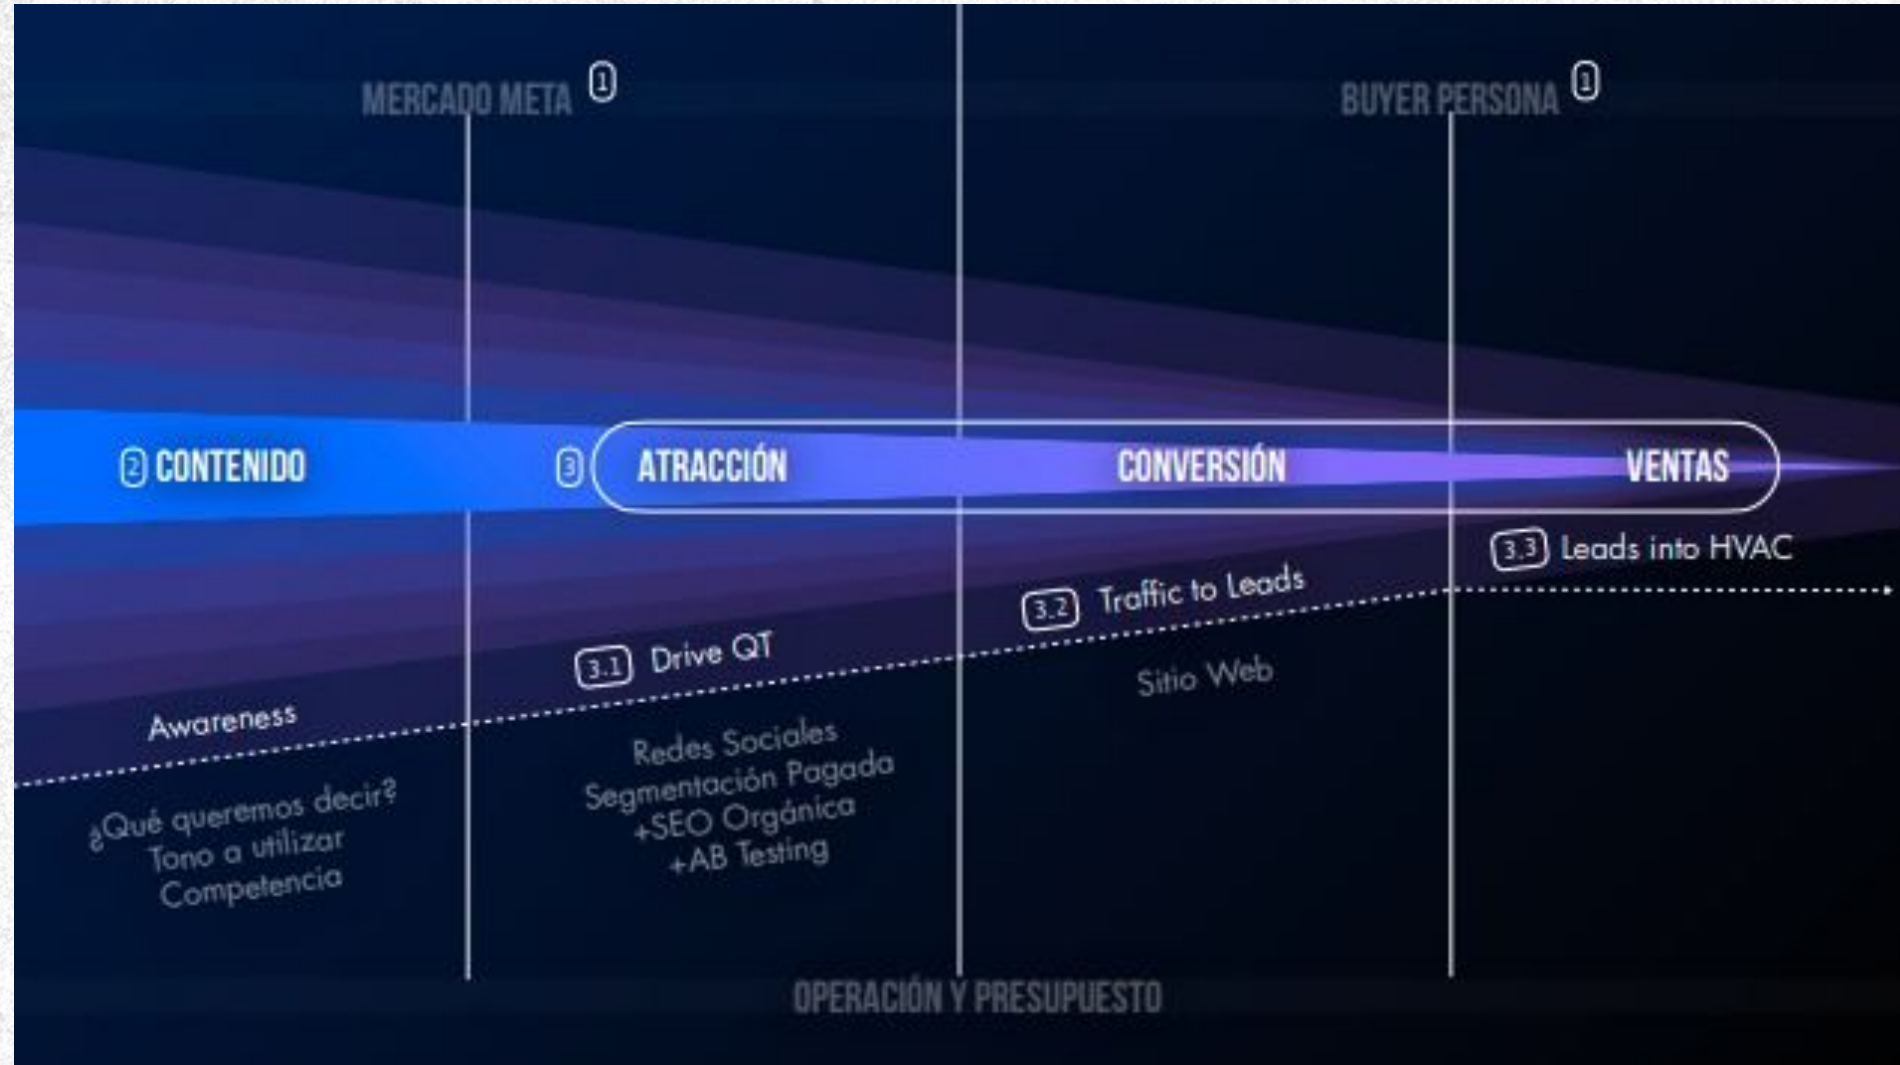 MERCADO META 1
BUYER PERSONA 1
2 CONTENIDO
3 ATRACCIÓN
CONVERSIÓN
VENTAS
3.3 Leads into HVAC
3.2 Traffic to Leads
3.1 Drive QT
Awareness
Sitio Web
Redes Sociales
Segmentación Pagada
+SEO Orgánica
+AB Testing
¿Qué queremos decir?
Tono a utilizar
Competencia
OPERACIÓN Y PRESUPUESTO